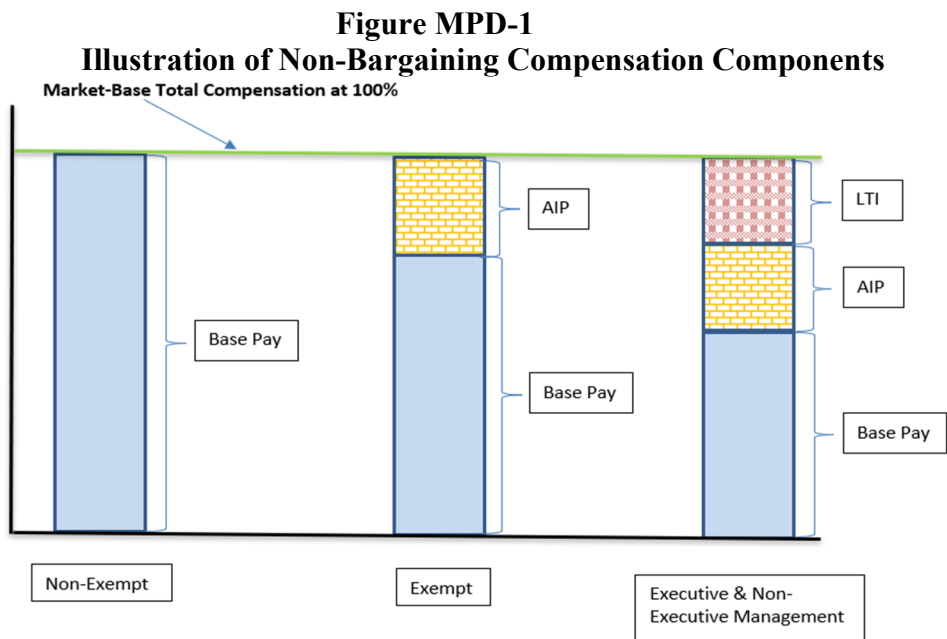 Figure MPD-1
Illustration of Non-Bargaining Compensation Components
Market-Base Total Compensation at 100%
LTI
AIP
AIP
Base Pay
Base Pay
Base Pay
Non-Exempt
Exempt
Executive & Non-
Executive Management